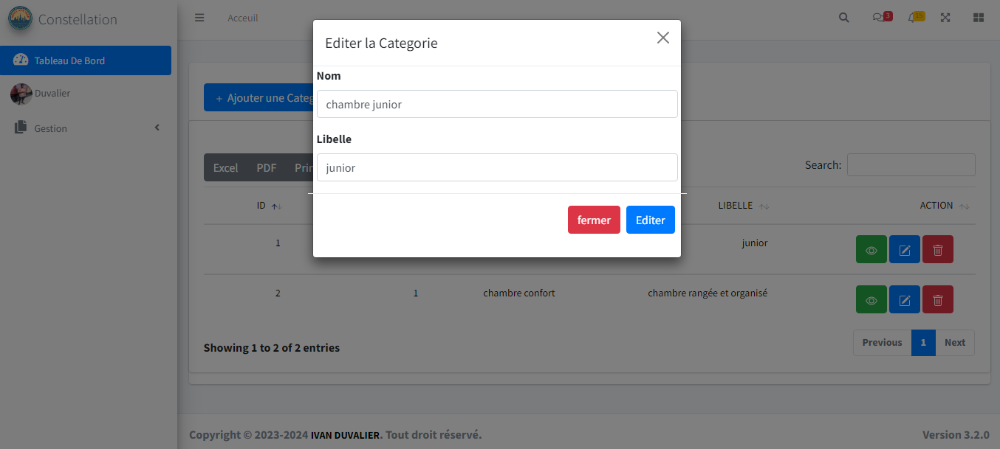 Constellation
Acceuil
3
15
Tableau De Bord
Duvalier
Gestion
Editer la Categorie
Nom
chambre junior
Libelle
junior
fermer Editer
+ Ajouter une Categ
Excel PDF Prin
Search:
ID LIBELLE ACTION
1 junior
2 1 chambre confort chambre rangée et organisé
Showing 1 to 2 of 2 entries
Previous 1 Next
Copyright © 2023-2024 IVAN DUVALIER. Tout droit réservé.
Version 3.2.0